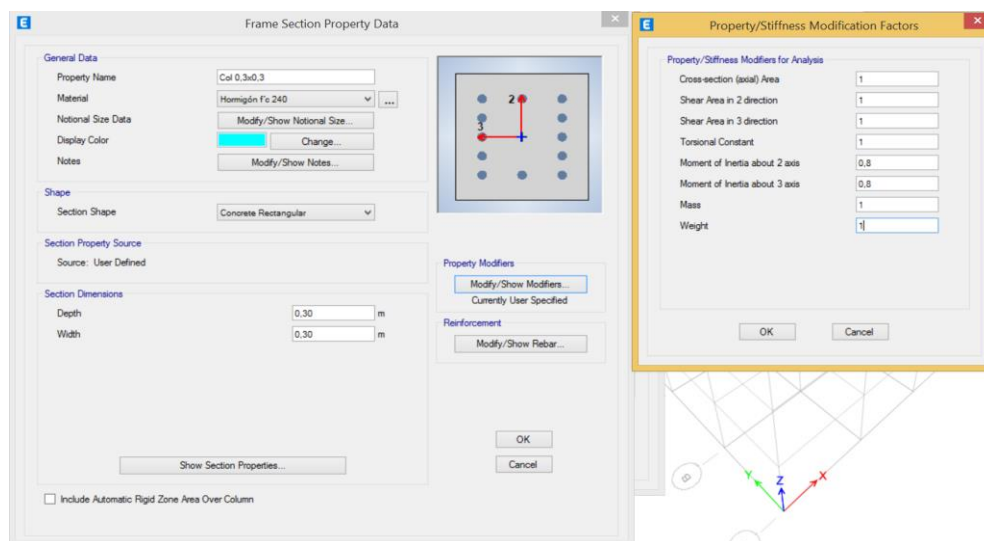 E Frame Section Property Data
General Data
Property Name Col 0,3x0,3
Material Hormigón f'c 240 ...
Notional Size Data Modify/Show Notional Size...
Display Color Change...
Notes Modify/Show Notes...
Shape
Section Shape Concrete Rectangular
Section Property Source
Source: User Defined
Section Dimensions
Depth 0,30 m
Width 0,30 m
Show Section Properties...
Include Automatic Rigid Zone Area Over Column
2
3
Property Modifiers
Modify/Show Modifiers...
Currently User Specified
Reinforcement
Modify/Show Rebar...
OK
Cancel
E Property/Stiffness Modification Factors
Property/Stiffness Modifiers for Analysis
Cross-section (axial) Area 1
Shear Area in 2 direction 1
Shear Area in 3 direction 1
Torsional Constant 1
Moment of Inertia about 2 axis 0,8
Moment of Inertia about 3 axis 0,8
Mass 1
Weight 1
OK Cancel
B
Y Z X